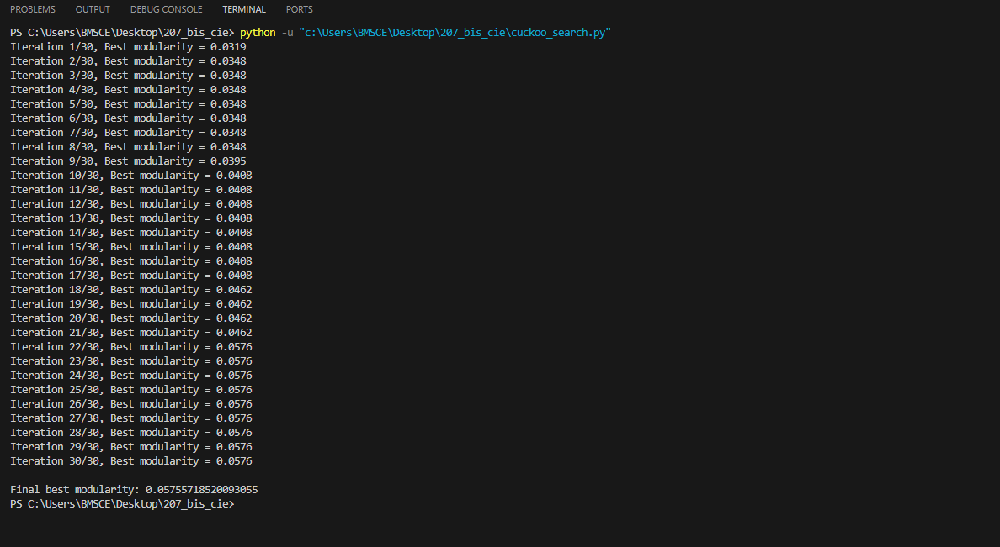 PROBLEMS OUTPUT DEBUG CONSOLE TERMINAL PORTS
PS C:\Users\BMSCE\Desktop\207_bis_cie> python -u "c:\Users\BMSCE\Desktop\207_bis_cie\cuckoo_search.py"
Iteration 1/30, Best modularity = 0.0319
Iteration 2/30, Best modularity = 0.0348
Iteration 3/30, Best modularity = 0.0348
Iteration 4/30, Best modularity = 0.0348
Iteration 5/30, Best modularity = 0.0348
Iteration 6/30, Best modularity = 0.0348
Iteration 7/30, Best modularity = 0.0348
Iteration 8/30, Best modularity = 0.0348
Iteration 9/30, Best modularity = 0.0395
Iteration 10/30, Best modularity = 0.0408
Iteration 11/30, Best modularity = 0.0408
Iteration 12/30, Best modularity = 0.0408
Iteration 13/30, Best modularity = 0.0408
Iteration 14/30, Best modularity = 0.0408
Iteration 15/30, Best modularity = 0.0408
Iteration 16/30, Best modularity = 0.0408
Iteration 17/30, Best modularity = 0.0408
Iteration 18/30, Best modularity = 0.0462
Iteration 19/30, Best modularity = 0.0462
Iteration 20/30, Best modularity = 0.0462
Iteration 21/30, Best modularity = 0.0462
Iteration 22/30, Best modularity = 0.0576
Iteration 23/30, Best modularity = 0.0576
Iteration 24/30, Best modularity = 0.0576
Iteration 25/30, Best modularity = 0.0576
Iteration 26/30, Best modularity = 0.0576
Iteration 27/30, Best modularity = 0.0576
Iteration 28/30, Best modularity = 0.0576
Iteration 29/30, Best modularity = 0.0576
Iteration 30/30, Best modularity = 0.0576
Final best modularity: 0.05755718520093055
PS C:\Users\BMSCE\Desktop\207_bis_cie>